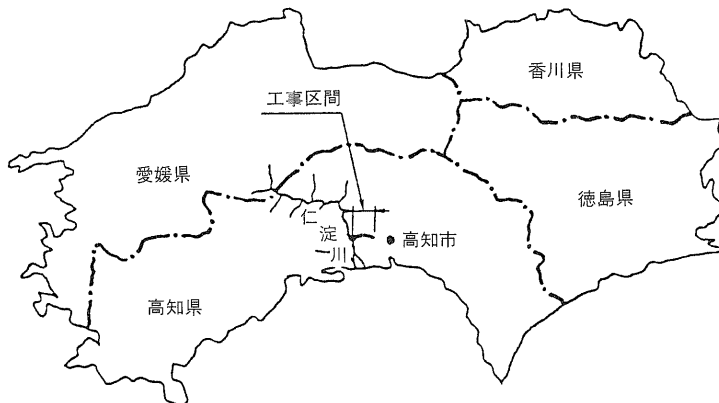 香川県
工事区間
愛媛県
徳島県
仁淀川
高知市
高知県